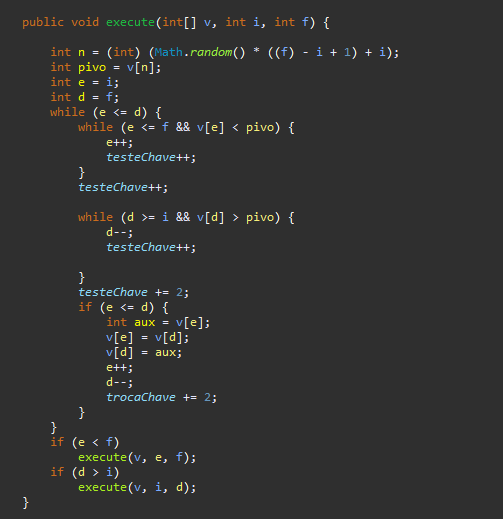 public void execute(int[] v, int i, int f) {
int n = (int) (Math.random() * ((f) - i + 1) + i);
int pivo = v[n];
int e = i;
int d = f;
while (e <= d) {
while (e <= f && v[e] < pivo) {
e++;
testeChave++;
}
testeChave++;
while (d >= i && v[d] > pivo) {
d--;
testeChave++;
}
testeChave += 2;
if (e <= d) {
int aux = v[e];
v[e] = v[d];
v[d] = aux;
e++;
d--;
trocaChave += 2;
}
}
if (e < f)
execute(v, e, f);
if (d > i)
execute(v, i, d);
}